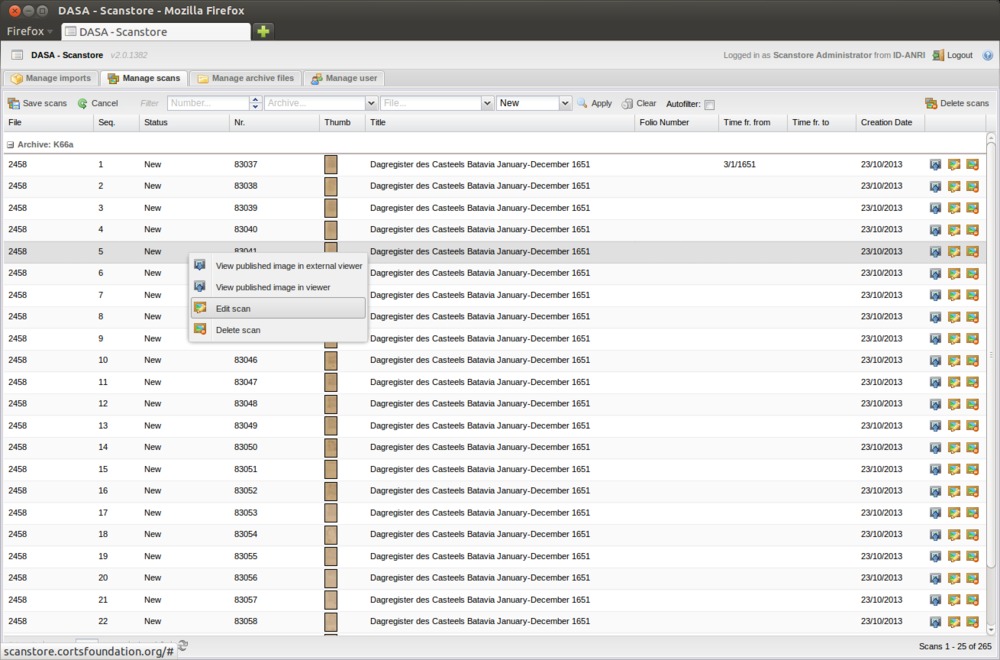 DASA - Scanstore - Mozilla Firefox
Firefox DASA - Scanstore
DASA - Scanstore v2.0.1382 Logged in as Scanstore Administrator from ID-ANRI Logout
Manage imports Manage scans Manage archive files Manage user
Save scans Cancel Filter Number... Archive... File... New Apply Clear Autofilter: Delete scans
File Seq. Status Nr. Thumb Title Folio Number Time fr. from Time fr. to Creation Date
Archive: K66a
2458 1 New 83037 Dagregister des Casteels Batavia January-December 1651 3/1/1651 23/10/2013
2458 2 New 83038 Dagregister des Casteels Batavia January-December 1651 23/10/2013
2458 3 New 83039 Dagregister des Casteels Batavia January-December 1651 23/10/2013
2458 4 New 83040 Dagregister des Casteels Batavia January-December 1651 23/10/2013
2458 5 New 83041 Dagregister des Casteels Batavia January-December 1651 23/10/2013
View published image in external viewer
2458 6 New Dagregister des Casteels Batavia January-December 1651 23/10/2013
View published image in viewer
2458 7 New Dagregister des Casteels Batavia January-December 1651 23/10/2013
Edit scan
2458 8 New Dagregister des Casteels Batavia January-December 1651 23/10/2013
Delete scan
2458 9 New Dagregister des Casteels Batavia January-December 1651 23/10/2013
2458 10 New 83046 Dagregister des Casteels Batavia January-December 1651 23/10/2013
2458 11 New 83047 Dagregister des Casteels Batavia January-December 1651 23/10/2013
2458 12 New 83048 Dagregister des Casteels Batavia January-December 1651 23/10/2013
2458 13 New 83049 Dagregister des Casteels Batavia January-December 1651 23/10/2013
2458 14 New 83050 Dagregister des Casteels Batavia January-December 1651 23/10/2013
2458 15 New 83051 Dagregister des Casteels Batavia January-December 1651 23/10/2013
2458 16 New 83052 Dagregister des Casteels Batavia January-December 1651 23/10/2013
2458 17 New 83053 Dagregister des Casteels Batavia January-December 1651 23/10/2013
2458 18 New 83054 Dagregister des Casteels Batavia January-December 1651 23/10/2013
2458 19 New 83055 Dagregister des Casteels Batavia January-December 1651 23/10/2013
2458 20 New 83056 Dagregister des Casteels Batavia January-December 1651 23/10/2013
2458 21 New 83057 Dagregister des Casteels Batavia January-December 1651 23/10/2013
2458 22 New 83058 Dagregister des Casteels Batavia January-December 1651 23/10/2013
scanstore.cortsfoundation.org/# Scans 1 - 25 of 265